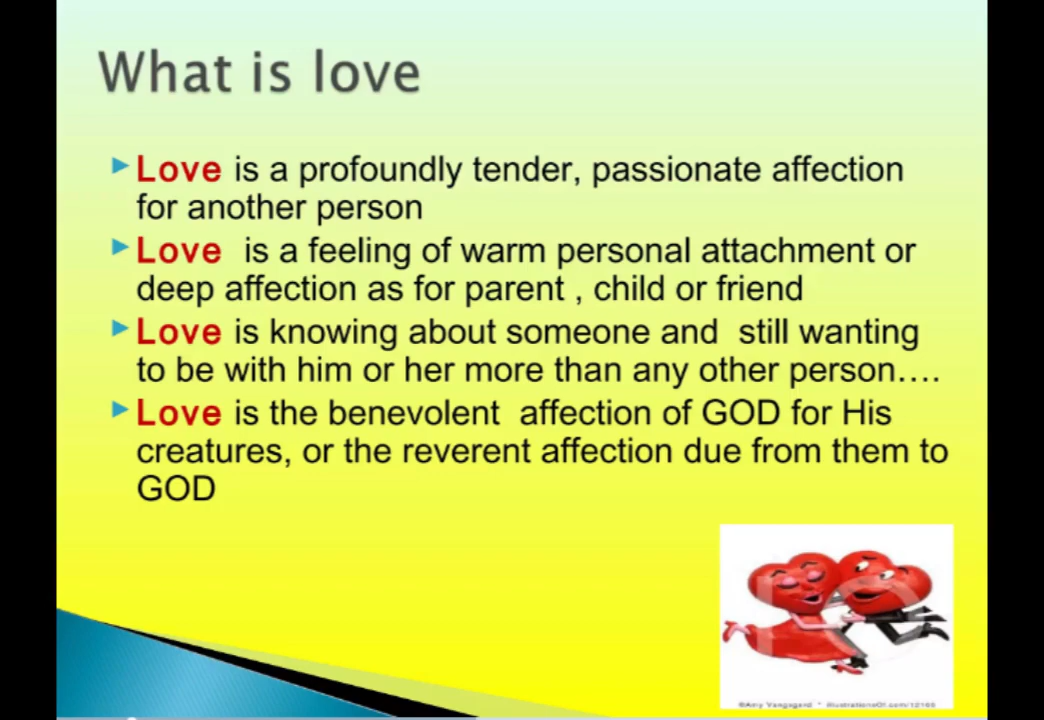 What is love
Love is a profoundly tender, passionate affection
for another person
Love is a feeling of warm personal attachment or
deep affection as for parent , child or friend
Love is knowing about someone and still wanting
to be with him or her more than any other person....
Love is the benevolent affection of GOD for His
creatures, or the reverent affection due from them to
GOD